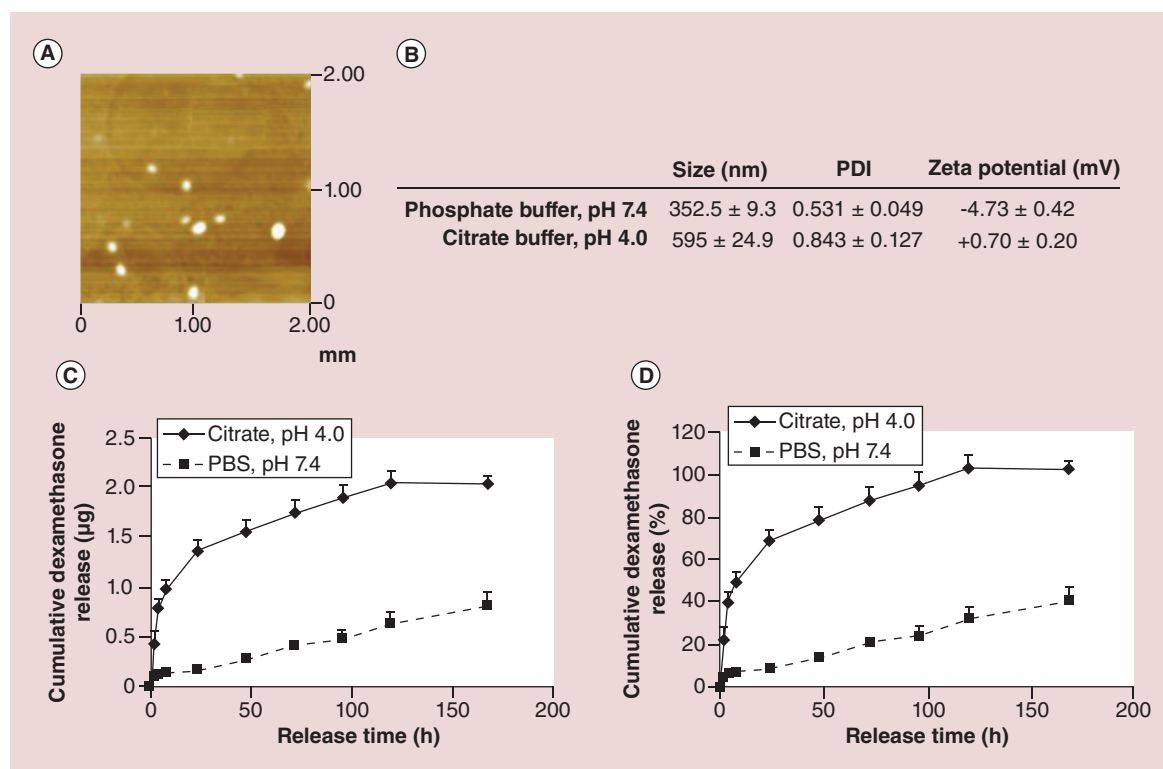 A
2.00
1.00
0
0 1.00 2.00
mm
B
Size (nm) PDI Zeta potential (mV)
Phosphate buffer, pH 7.4 352.5 ± 9.3 0.531 ± 0.049 -4.73 ± 0.42
Citrate buffer, pH 4.0 595 ± 24.9 0.843 ± 0.127 +0.70 ± 0.20
C
Citrate, pH 4.0
PBS, pH 7.4
Cumulative dexamethasone
release (µg)
2.5
2.0
1.5
1.0
0.5
0
0 50 100 150 200
Release time (h)
D
Citrate, pH 4.0
PBS, pH 7.4
Cumulative dexamethasone
release (%)
120
100
80
60
40
20
0
0 50 100 150 200
Release time (h)